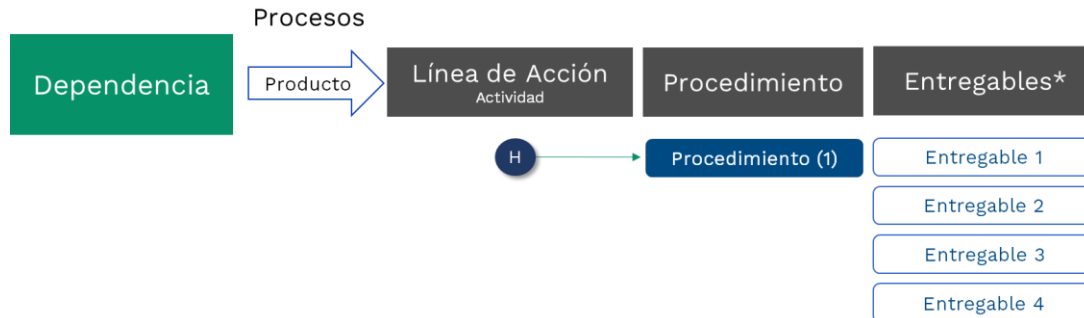 Procesos
Dependencia
Producto
Línea de Acción
Actividad
Procedimiento
Entregables*
H
Procedimiento (1)
Entregable 1
Entregable 2
Entregable 3
Entregable 4